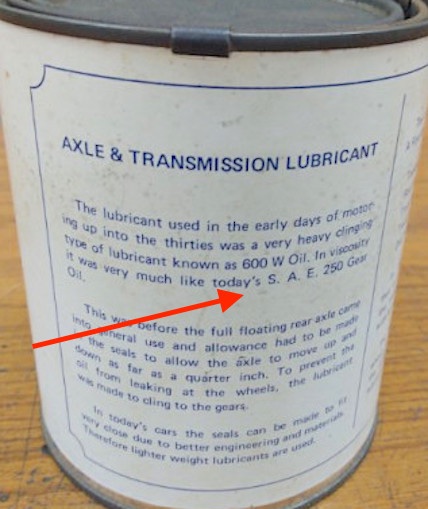 AXLE & TRANSMISSION LUBRICANT
The lubricant used in the early days of motor-
ing up into the thirties was a very heavy clinging
type of lubricant known as 600 W Oil. In viscosity
it was very much like today's S. A. E. 250 Gear
Oil.
This was before the full floating rear axle came
into general use and allowance had to be made
the seals to allow the axle to move up and
down as far as a quarter inch. To prevent the
oil from leaking at the wheels, the lubricant
was made to cling to the gears.
In today's cars the seals can be made to fit
very close due to better engineering and materials.
Therefore lighter weight lubricants are used.